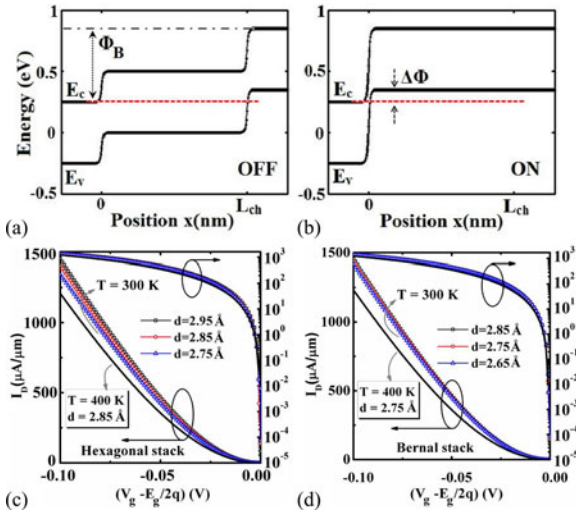 1
0.5
0
-0.5
Energy (eV)
Φ_B
E_c
E_v
OFF
0
L_ch
Position x(nm)
(a)
1
0.5
0
-0.5
ΔΦ
E_c
E_v
ON
0
L_ch
Position x(nm)
(b)
1500
1000
750
500
0
I_D(μA/μm)
T = 300 K
d=2.95 Å
d=2.85 Å
d=2.75 Å
T = 400 K
d = 2.85 Å
Hexagonal stack
10^3
10^2
10^1
10^0
10^-1
10^-2
10^-3
10^-4
10^-5
-0.10
-0.05
0.00
(V_g -E_g/2q) (V)
(c)
1500
1000
750
500
0
I_D(μA/μm)
T = 300 K
d=2.85 Å
d=2.75 Å
d=2.65 Å
T = 400 K
d = 2.75 Å
Bernal stack
10^3
10^2
10^1
10^0
10^-1
10^-2
10^-3
10^-4
10^-5
-0.10
-0.05
0.00
(V_g -E_g/2q) (V)
(d)